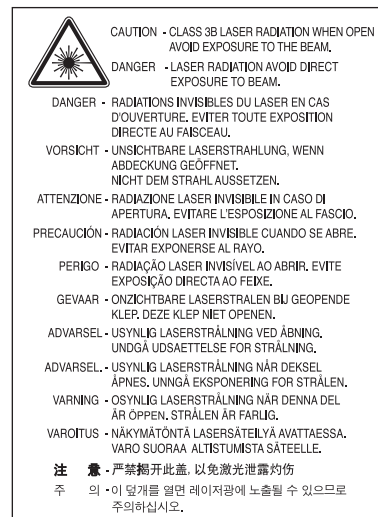 CAUTION - CLASS 3B LASER RADIATION WHEN OPEN
AVOID EXPOSURE TO THE BEAM.
DANGER - LASER RADIATION AVOID DIRECT
EXPOSURE TO BEAM.
DANGER - RADIATIONS INVISIBLES DU LASER EN CAS
D'OUVERTURE. EVITER TOUTE EXPOSITION
DIRECTE AU FAISCEAU.
VORSICHT - UNSICHTBARE LASERSTRAHLUNG, WENN
ABDECKUNG GEÖFFNET.
NICHT DEM STRAHL AUSSETZEN.
ATTENZIONE - RADIAZIONE LASER INVISIBILE IN CASO DI
APERTURA. EVITARE L'ESPOSIZIONE AL FASCIO.
PRECAUCIÓN - RADIACIÓN LASER INVISIBLE CUANDO SE ABRE.
EVITAR EXPONERSE AL RAYO.
PERIGO - RADIAÇÃO LASER INVISÍVEL AO ABRIR. EVITE
EXPOSIÇÃO DIRECTA AO FEIXE.
GEVAAR - ONZICHTBARE LASERSTRALEN BIJ GEOPENDE
KLEP. DEZE KLEP NIET OPENEN.
ADVARSEL - USYNLIG LASERSTRÅLNING VED ÅBNING.
UNDGÅ UDSAETTELSE FOR STRÅLNING.
ADVARSEL. - USYNLIG LASERSTRÅLNING NÅR DEKSEL
ÅPNES. UNNGÅ EKSPONERING FOR STRÅLEN.
VARNING - OSYNLIG LASERSTRÅLNING NÄR DENNA DEL
ÄR ÖPPEN. STRÅLEN ÄR FARLIG.
VAROITUS - NÄKYMÄTÖNTÄ LASERSÄTEILYÄ AVATTAESSA.
VARO SUORAA ALTISTUMISTA SÄTEELLE.
注 意 - 严禁揭开此盖, 以免激光泄露灼伤
주 의 - 이 덮개를 열면 레이저광에 노출될 수 있으므로
주의하십시오.